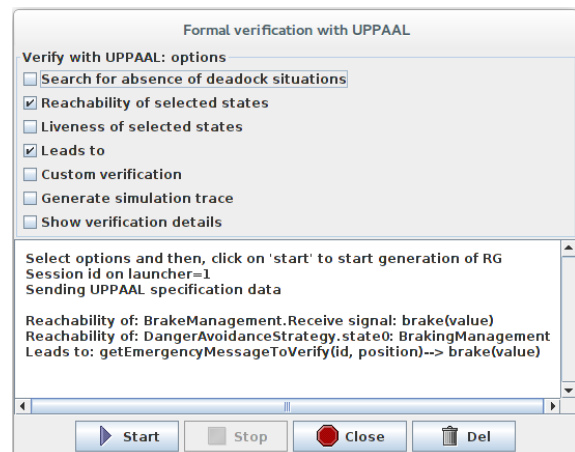 Formal verification with UPPAAL
Verify with UPPAAL: options
Search for absence of deadock situations
Reachability of selected states
Liveness of selected states
Leads to
Custom verification
Generate simulation trace
Show verification details
Select options and then, click on 'start' to start generation of RG
Session id on launcher=1
Sending UPPAAL specification data
Reachability of: BrakeManagement.Receive signal: brake(value)
Reachability of: DangerAvoidanceStrategy.state0: BrakingManagement
Leads to: getEmergencyMessageToVerify(id, position)--> brake(value)
Start
Stop
Close
Del